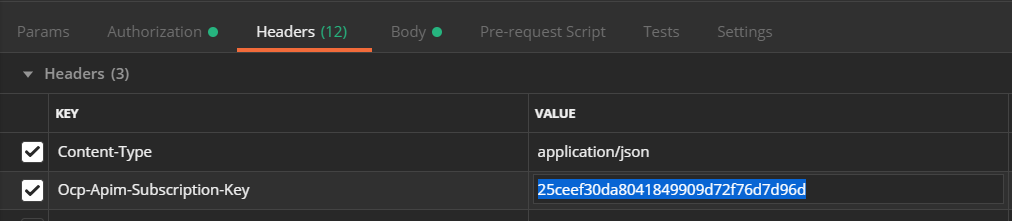 Params Authorization Headers (12) Body Pre-request Script Tests Settings
Headers (3)
KEY VALUE
Content-Type application/json
Ocp-Apim-Subscription-Key 25ceef30da8041849909d72f76d7d96d